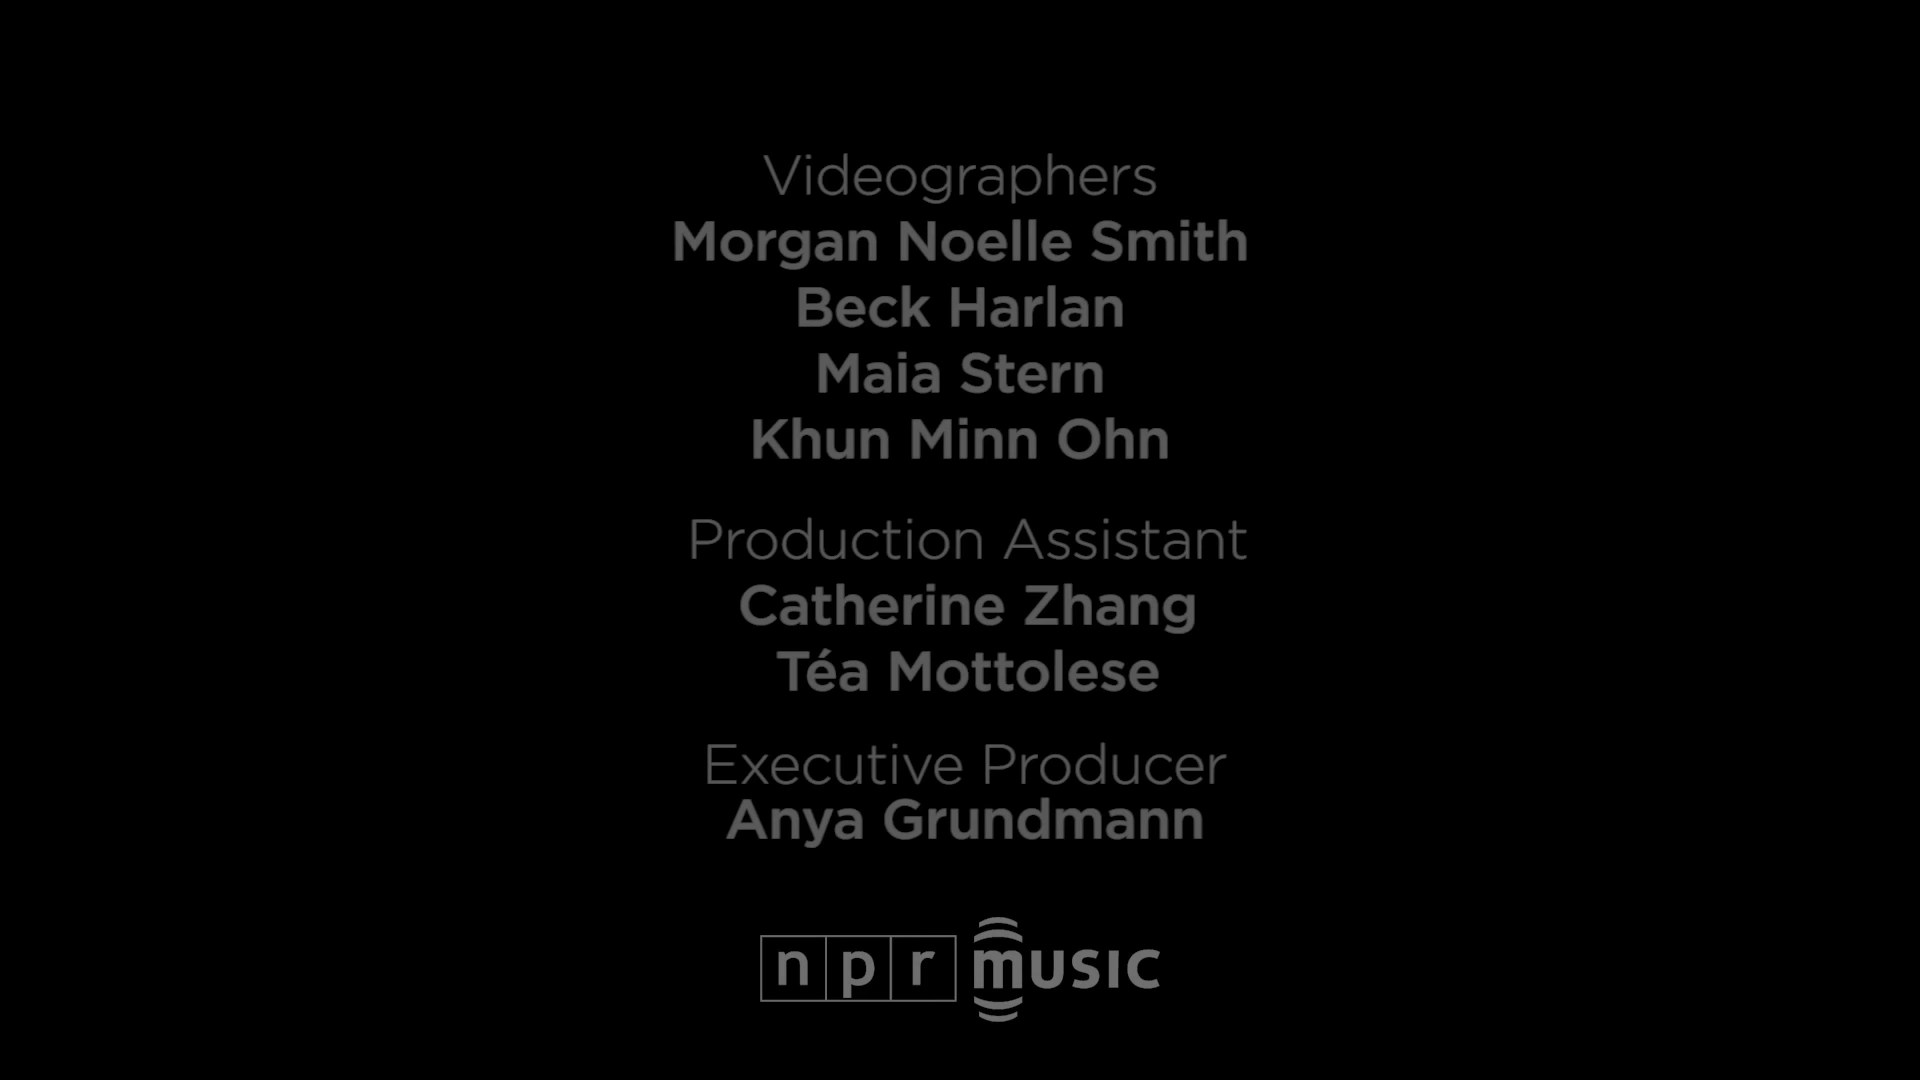 Videographers
Morgan Noelle Smith
Beck Harlan
Maia Stern
Khun Minn Ohn
Production Assistant
Catherine Zhang
Téa Mottolese
Executive Producer
Anya Grundmann
npr mUSIC